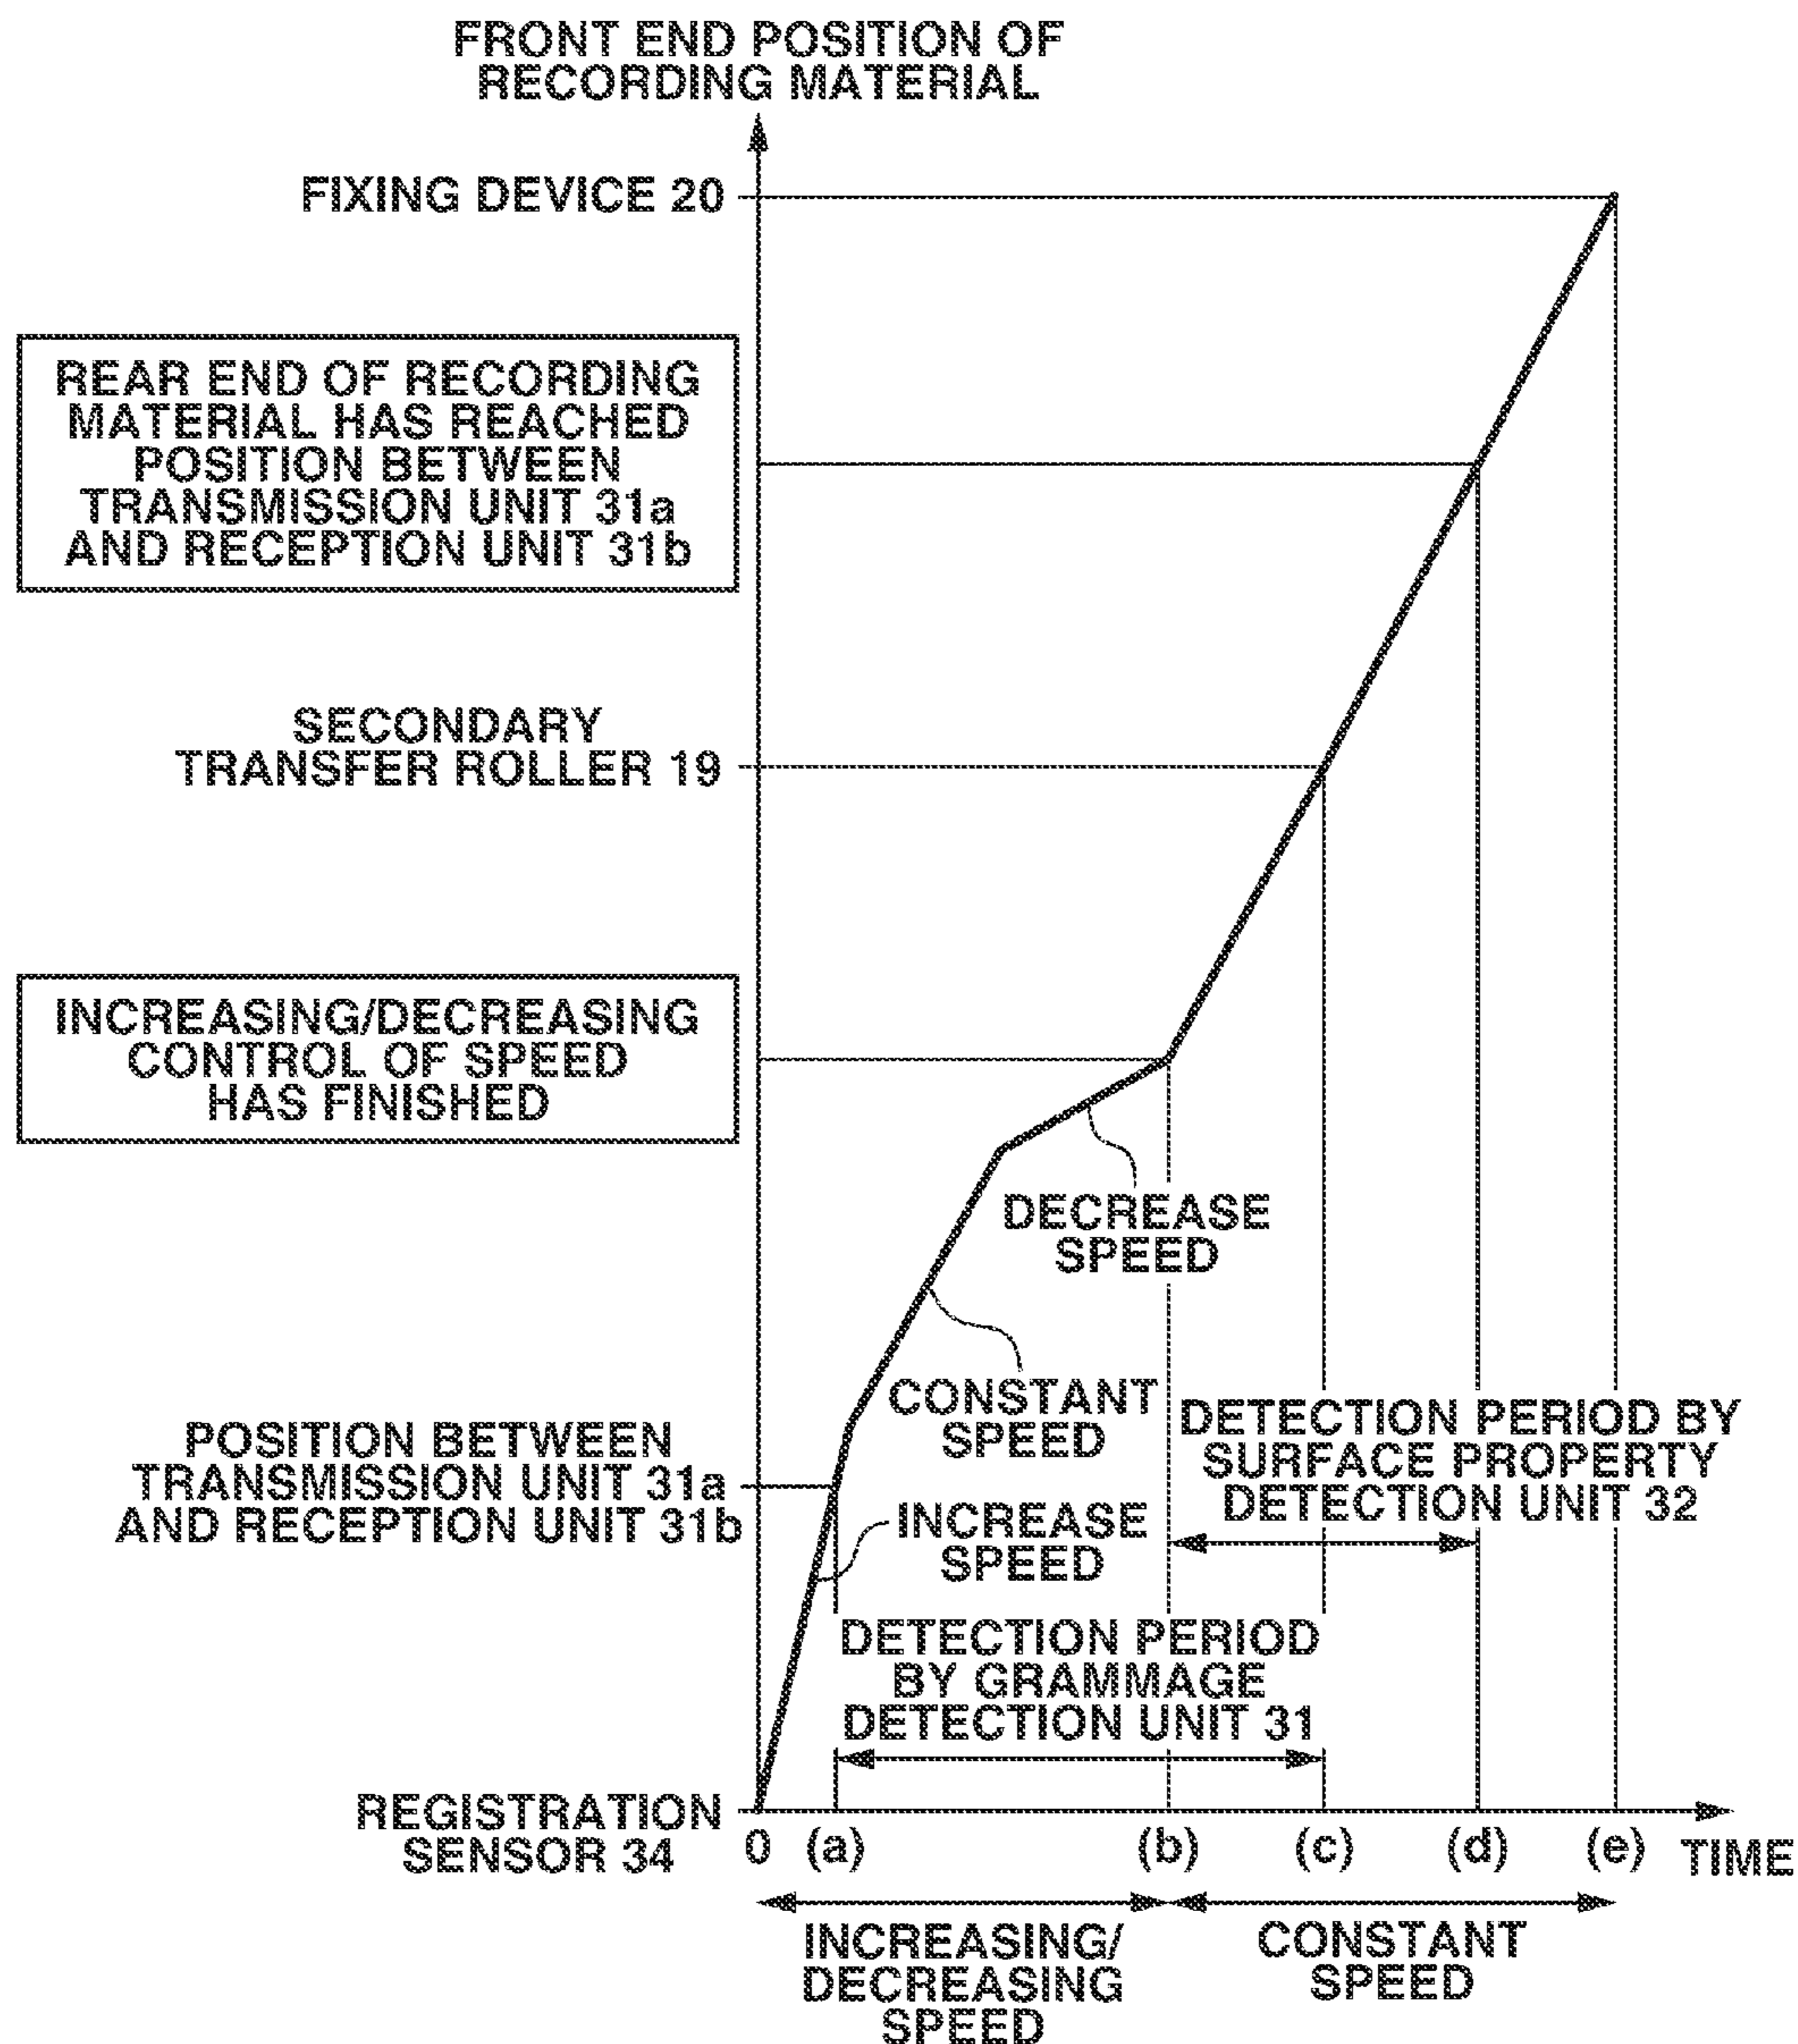 FRONT END POSITION OF
RECORDING MATERIAL
FIXING DEVICE 20
REAR END OF RECORDING
MATERIAL HAS REACHED
POSITION BETWEEN
TRANSMISSION UNIT 31a
AND RECEPTION UNIT 31b
SECONDARY
TRANSFER ROLLER 19
INCREASING/DECREASING
CONTROL OF SPEED
HAS FINISHED
DECREASE
SPEED
CONSTANT
SPEED
DETECTION PERIOD BY
SURFACE PROPERTY
DETECTION UNIT 32
POSITION BETWEEN
TRANSMISSION UNIT 31a
AND RECEPTION UNIT 31b
INCREASE
SPEED
DETECTION PERIOD
BY GRAMMAGE
DETECTION UNIT 31
REGISTRATION
SENSOR 34
0 (a) (b) (c) (d) (e) TIME
INCREASING/
DECREASING
SPEED
CONSTANT
SPEED